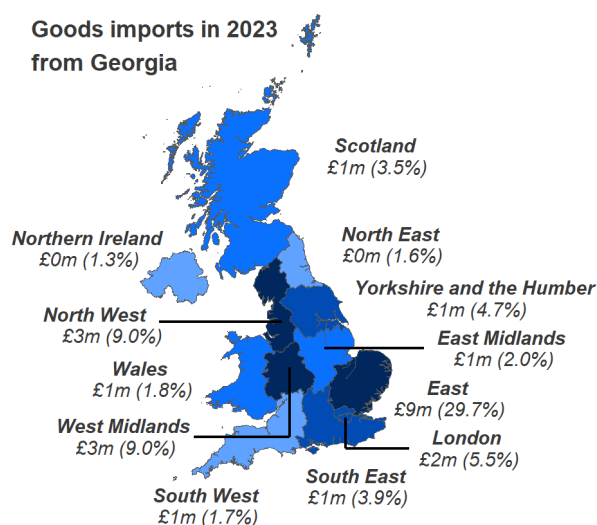 Goods imports in 2023
from Georgia
Scotland
£1m (3.5%)
Northern Ireland
£0m (1.3%)
North East
£0m (1.6%)
Yorkshire and the Humber
£1m (4.7%)
North West
£3m (9.0%)
East Midlands
£1m (2.0%)
Wales
£1m (1.8%)
East
£9m (29.7%)
West Midlands
£3m (9.0%)
London
£2m (5.5%)
South East
£1m (3.9%)
South West
£1m (1.7%)